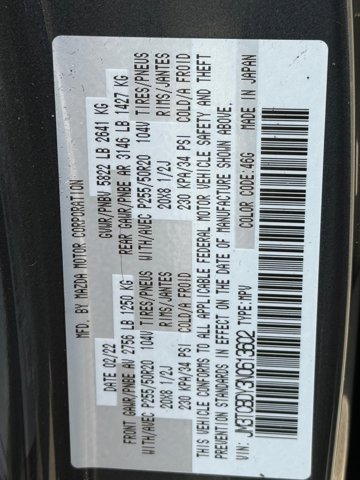 MFD. BY MAZDA MOTOR CORPORATION
DATE: 02/22 GVWR/PNBV 5822 LB 2641 KG
FRONT GAWR/PNBE AV 2756 LB 1250 KG REAR GAWR/PNBE AR 3146 LB 1427 KG
WITH/AVEC P255/50R20 104V TIRES/PNEUS WITH/AVEC P255/50R20 104V TIRES/PNEUS
20X8 1/2J RIMS/JANTES 20X8 1/2J RIMS/JANTES
230 KPA/34 PSI COLD/A FROID 230 KPA/34 PSI COLD/A FROID
THIS VEHICLE CONFORMS TO ALL APPLICABLE FEDERAL MOTOR VEHICLE SAFETY AND THEFT
PREVENTION STANDARDS IN EFFECT ON THE DATE OF MANUFACTURE SHOWN ABOVE.
VIN: JM3TCBDY3N0613602 TYPE:MPV COLOR CODE:46G MADE IN JAPAN